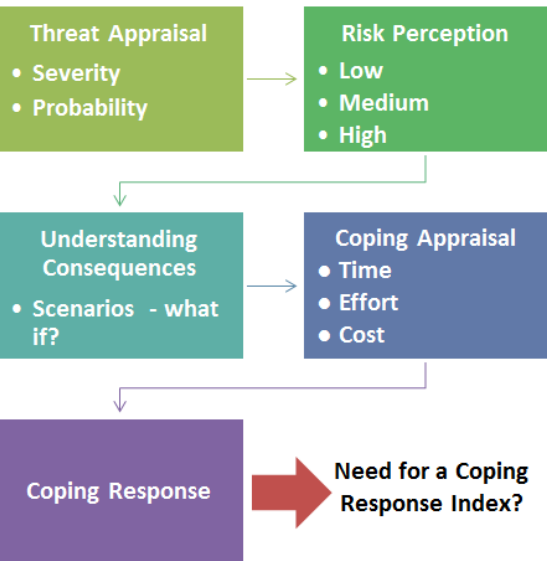 Threat Appraisal
• Severity
• Probability
Risk Perception
• Low
• Medium
• High
Understanding
Consequences
• Scenarios - what
if?
Coping Appraisal
● Time
● Effort
● Cost
Coping Response
Need for a Coping
Response Index?